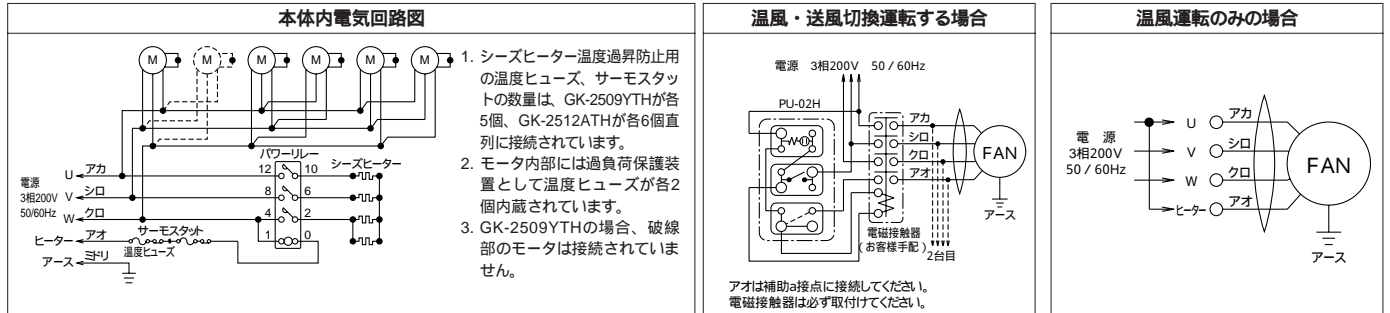 本体内電気回路図
M M M M M M
パワーリレー
12 10
8 6
4 2
1 0
シーズヒーター
電源
3相200V
50/60Hz
U アカ
V シロ
W クロ
ヒーター アオ
サーモスタット
温度ヒューズ
アース ミドリ
1. シーズヒーター温度過昇防止用
の温度ヒューズ、サーモスタッ
トの数量は、GK-2509YTHが各
5個、GK-2512ATHが各6個直
列に接続されています。
2. モータ内部には過負荷保護装
置として温度ヒューズが各2
個内蔵されています。
3. GK-2509YTHの場合、破線
部のモータは接続されていま
せん。
温風・送風切換運転する場合
電源 3相200V 50 / 60Hz
PU-02H
アカ
シロ
クロ
アオ
FAN
アース
電磁接触器
(お客様手配)
2台目
アオは補助a接点に接続してください。
電磁接触器は必ず取付けてください。
温風運転のみの場合
電 源
3相200V
50 / 60Hz
U アカ
V シロ
W クロ
ヒーター アオ
FAN
アース